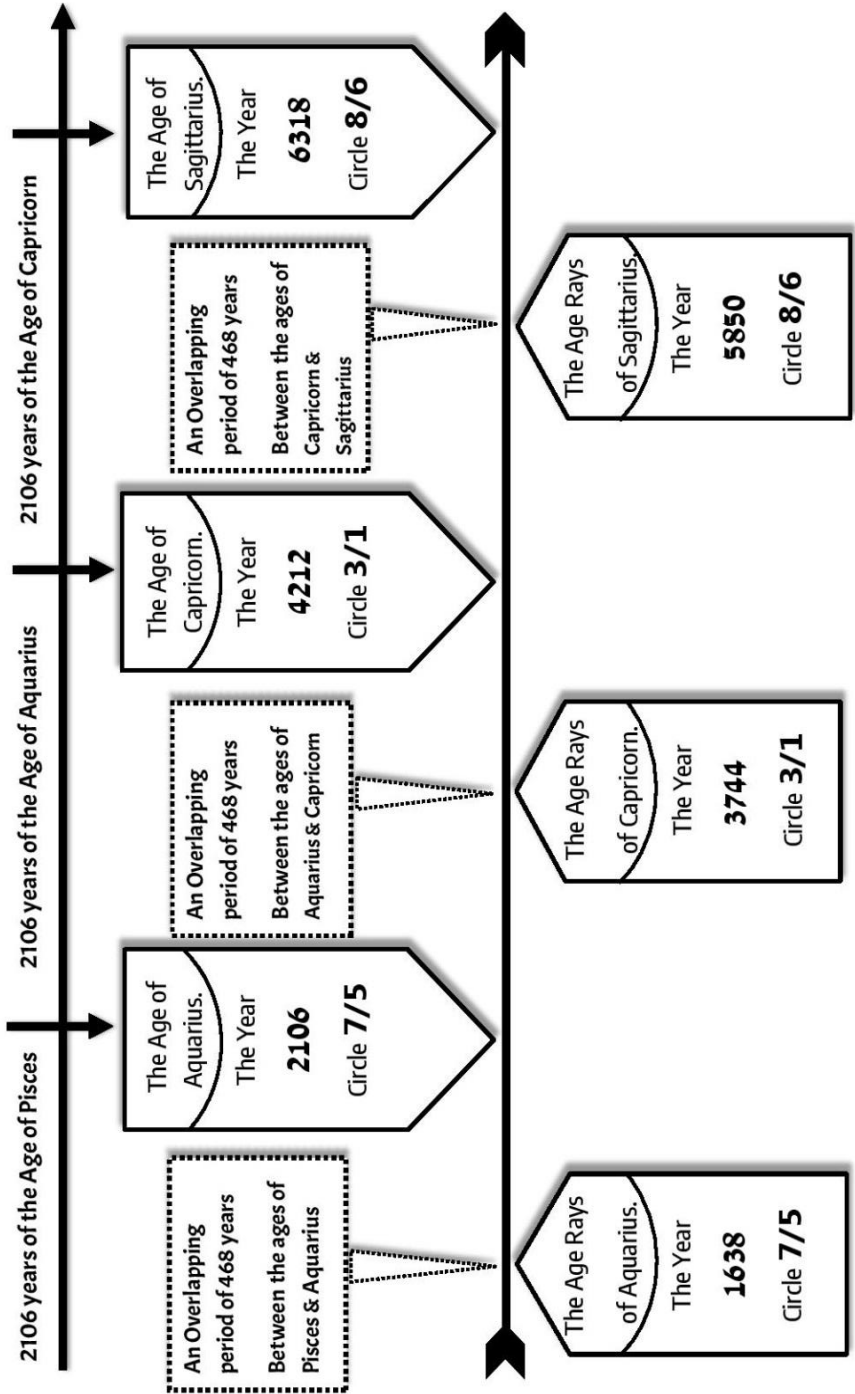 2106 years of the Age of Pisces
2106 years of the Age of Aquarius
2106 years of the Age of Capricorn
An Overlapping
period of 468 years
Between the ages of
Pisces & Aquarius
The Age of
Aquarius.
The Year
2106
Circle 7/5
An Overlapping
period of 468 years
Between the ages of
Aquarius & Capricorn
The Age of
Capricorn.
The Year
4212
Circle 3/1
An Overlapping
period of 468 years
Between the ages of
Capricorn &
Sagittarius
The Age of
Sagittarius.
The Year
6318
Circle 8/6
The Age Rays
of Aquarius.
The Year
1638
Circle 7/5
The Age Rays
of Capricorn.
The Year
3744
Circle 3/1
The Age Rays
of Sagittarius.
The Year
5850
Circle 8/6